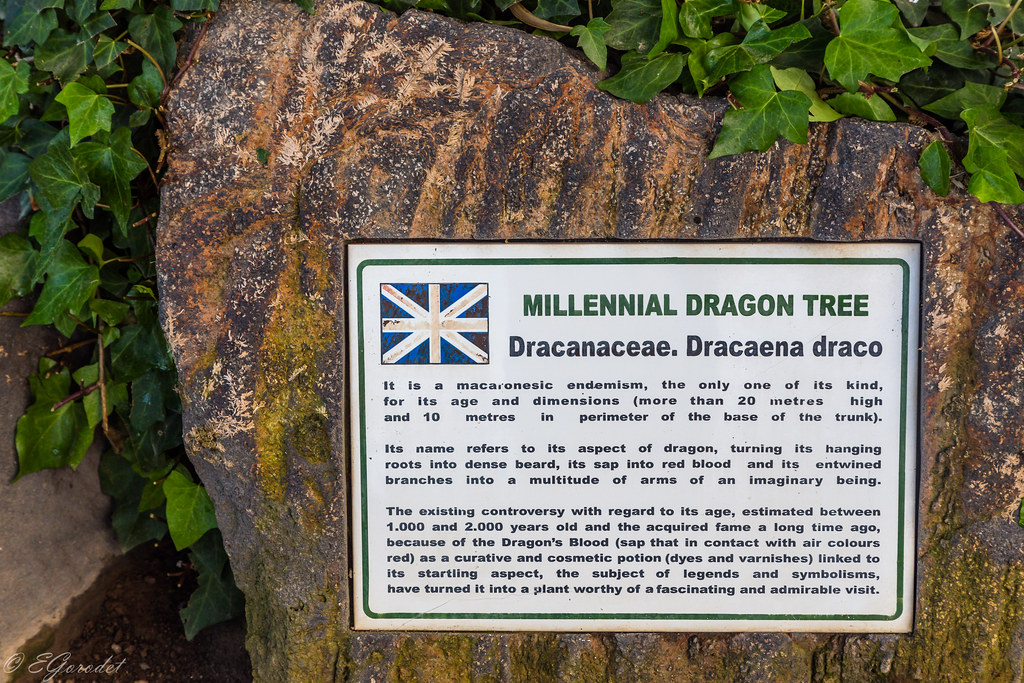 MILLENNIAL DRAGON TREE
Dracanaceae. Dracaena draco
It is a macaronesic endemism, the only one of its kind,
for its age and dimensions (more than 20 metres high
and 10 metres in perimeter of the base of the trunk).
Its name refers to its aspect of dragon, turning its hanging
roots into dense beard, its sap into red blood and its entwined
branches into a multitude of arms of an imaginary being.
The existing controversy with regard to its age, estimated between
1.000 and 2.000 years old and the acquired fame a long time ago,
because of the Dragon's Blood (sap that in contact with air colours
red) as a curative and cosmetic potion (dyes and varnishes) linked to
its startling aspect, the subject of legends and symbolisms,
have turned it into a plant worthy of a fascinating and admirable visit.
© EGorodet